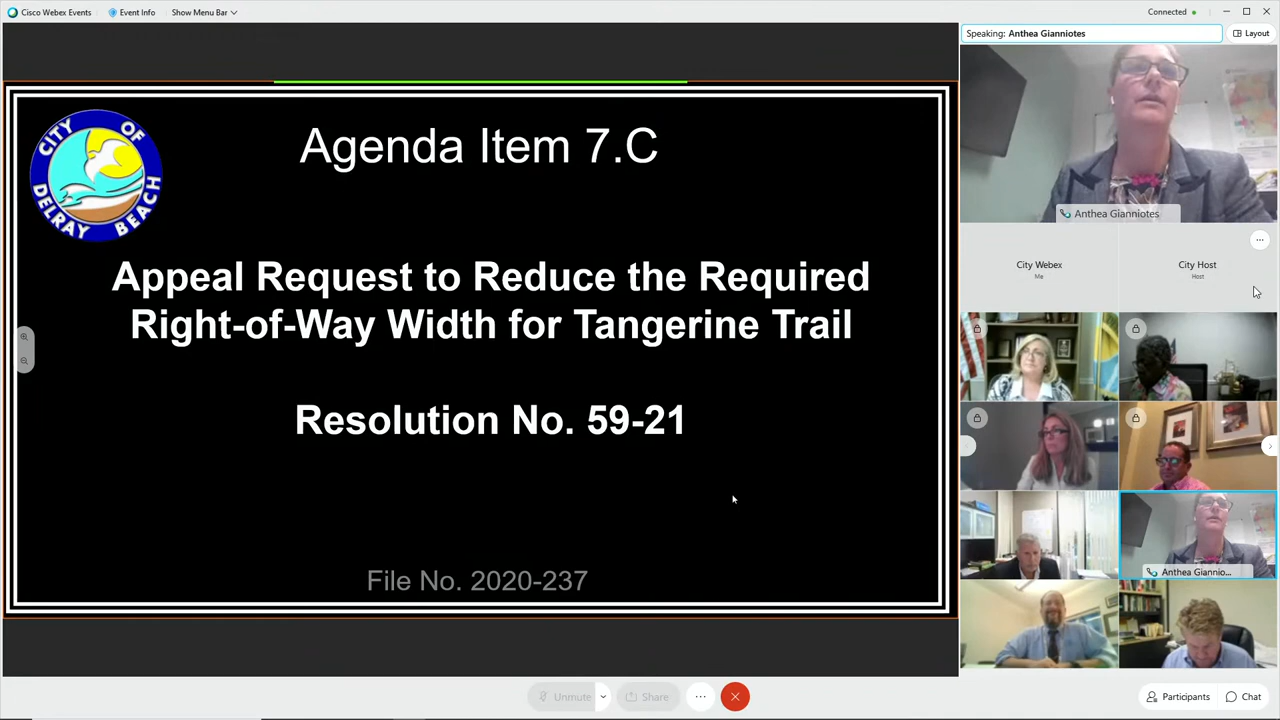 Cisco Webex Events
Event Info
Show Menu Bar
Connected
Speaking: Anthea Gianniotes
Layout
CITY OF
DELRAY BEACH
Agenda Item 7.C
Appeal Request to Reduce the Required
Right-of-Way Width for Tangerine Trail
Resolution No. 59-21
File No. 2020-237
Anthea Gianniotes
City Webex
Me
City Host
Host
Anthea Giannio...
Unmute
Share
Participants
Chat